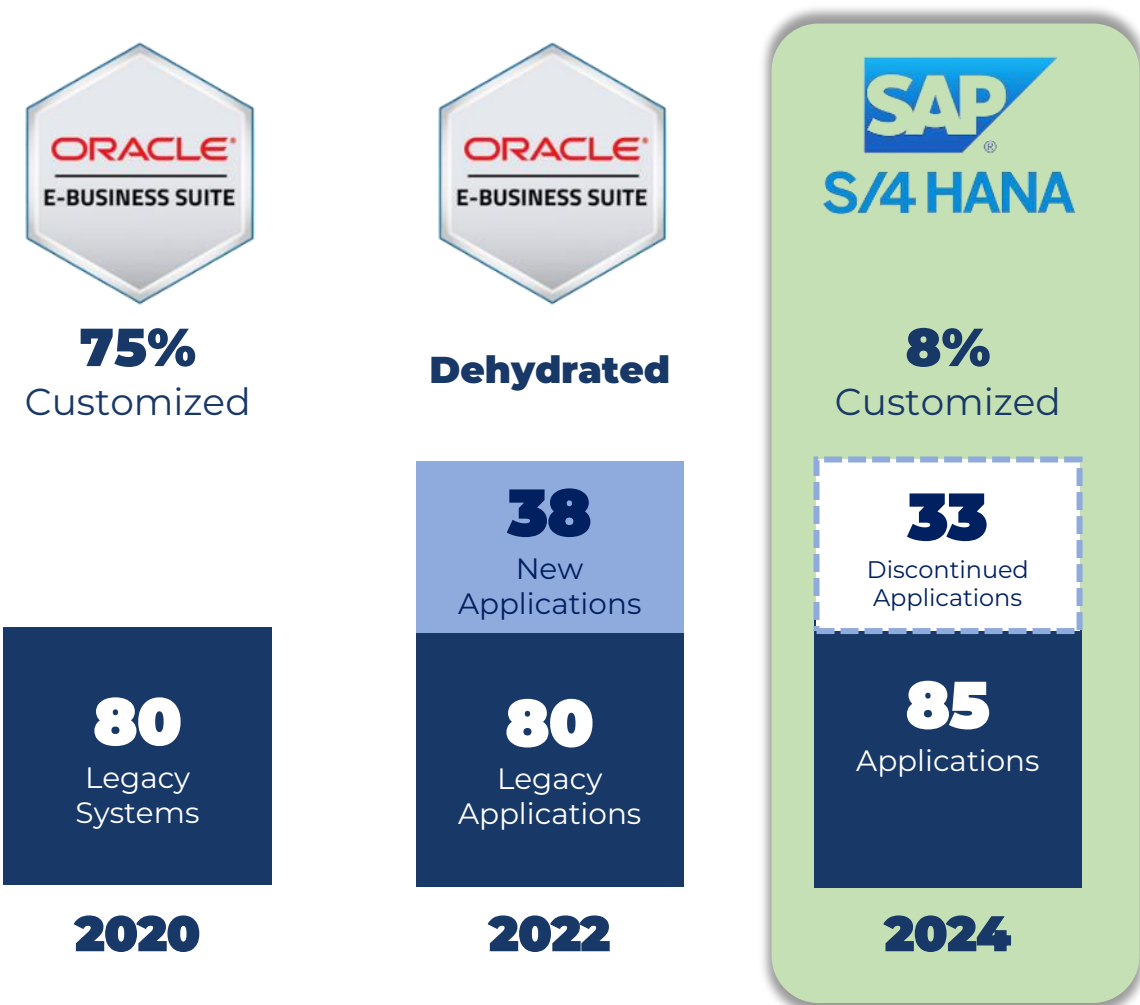 ORACLE®
E-BUSINESS SUITE
75%
Customized
80
Legacy
Systems
2020
ORACLE®
E-BUSINESS SUITE
Dehydrated
38
New
Applications
80
Legacy
Applications
2022
SAP
®
S/4 HANA
8%
Customized
33
Discontinued
Applications
85
Applications
2024